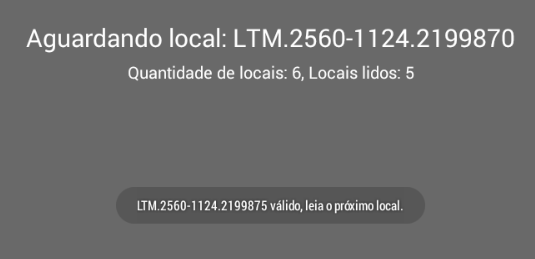 Aguardando local: LTM.2560-1124.2199870
Quantidade de locais: 6, Locais lidos: 5
LTM.2560-1124.2199875 válido, leia o próximo local.